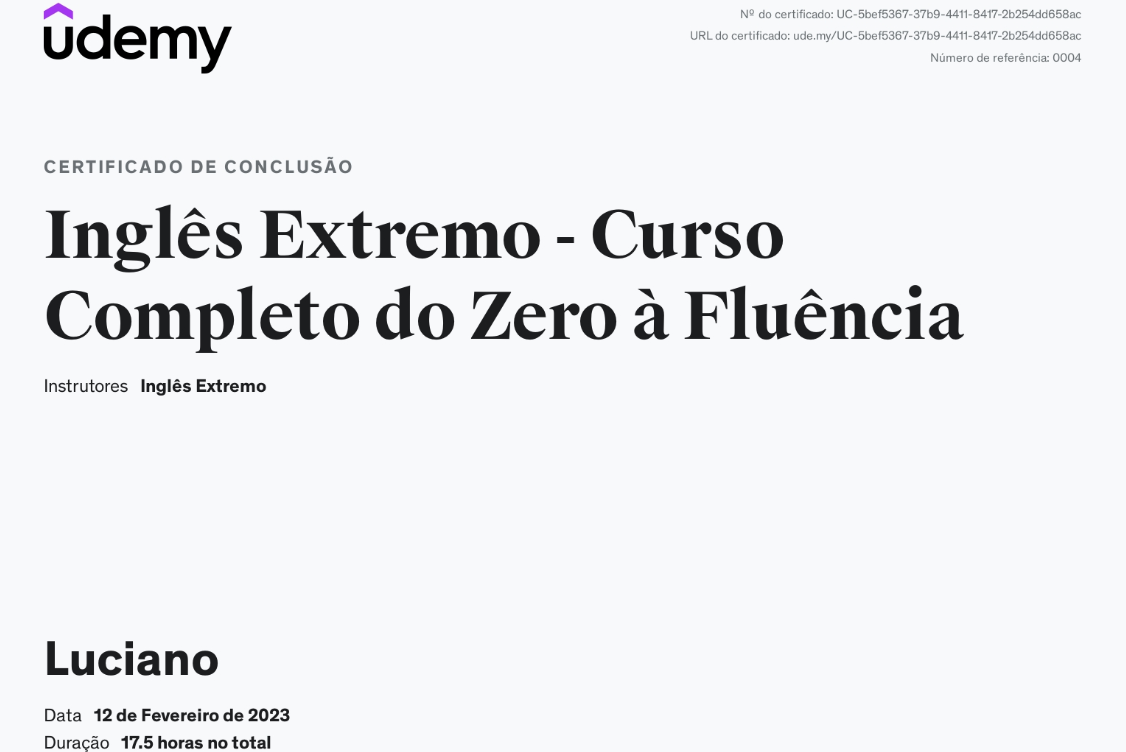 udemy
Nº do certificado: UC-5bef5367-37b9-4411-8417-2b254dd658ac
URL do certificado: ude.my/UC-5bef5367-37b9-4411-8417-2b254dd658ac
Número de referência: 0004
CERTIFICADO DE CONCLUSÃO
Inglês Extremo - Curso
Completo do Zero à Fluência
Instrutores Inglês Extremo
Luciano
Data 12 de Fevereiro de 2023
Duração 17.5 horas no total